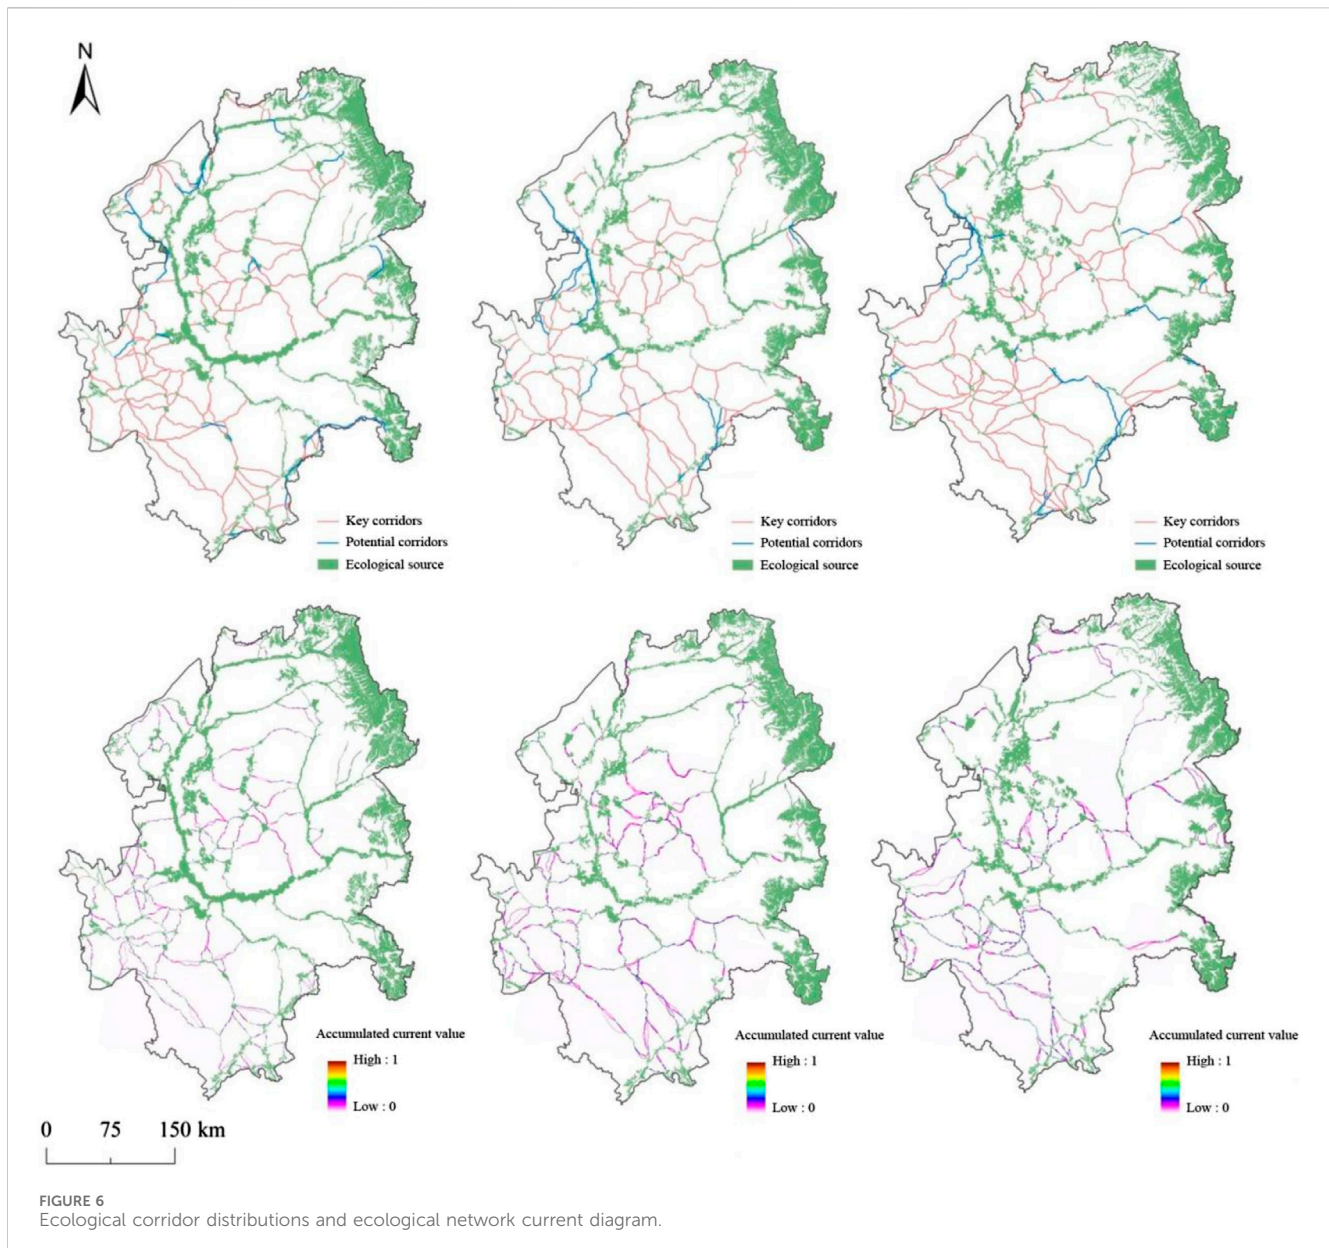 N
Key corridors
Potential corridors
Ecological source
Key corridors
Potential corridors
Ecological source
Key corridors
Potential corridors
Ecological source
Accumulated current value
High : 1
Low : 0
Accumulated current value
High : 1
Low : 0
Accumulated current value
High : 1
Low : 0
0 75 150 km
FIGURE 6
Ecological corridor distributions and ecological network current diagram.